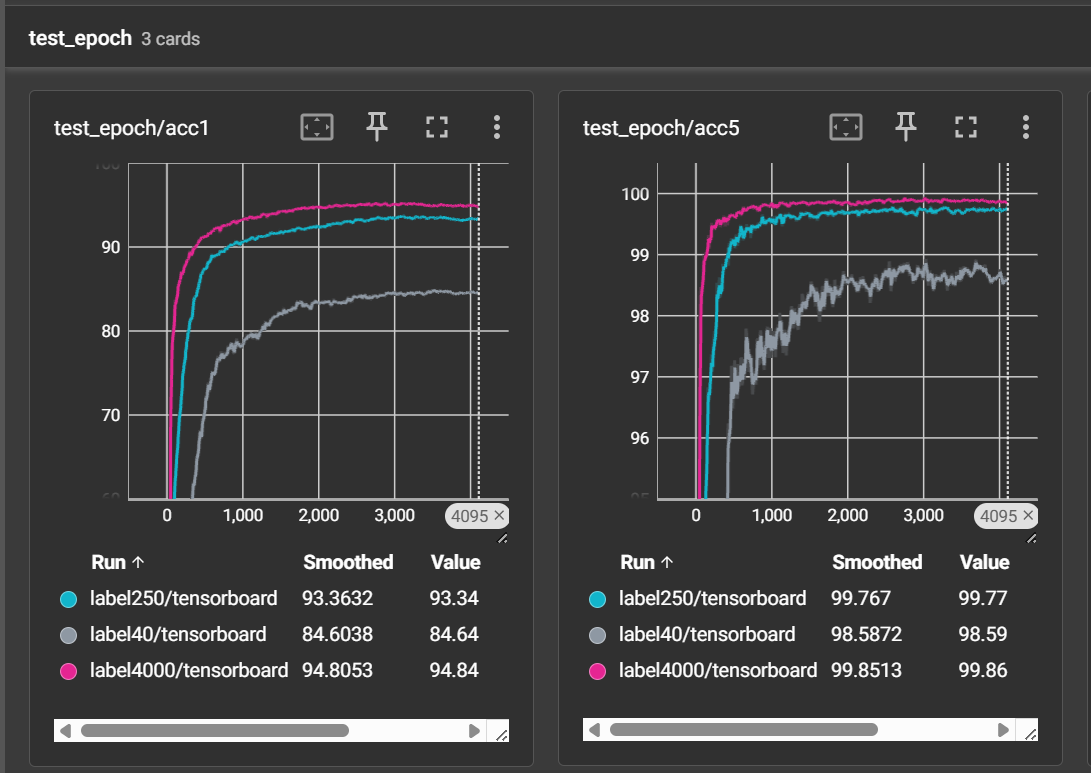 test_epoch 3 cards
test_epoch/acc1
90
80
70
0 1,000 2,000 3,000 4095 ×
Run ↑ Smoothed Value
label250/tensorboard 93.3632 93.34
label40/tensorboard 84.6038 84.64
label4000/tensorboard 94.8053 94.84
test_epoch/acc5
100
99
98
97
96
0 1,000 2,000 3,000 4095 ×
Run ↑ Smoothed Value
label250/tensorboard 99.767 99.77
label40/tensorboard 98.5872 98.59
label4000/tensorboard 99.8513 99.86